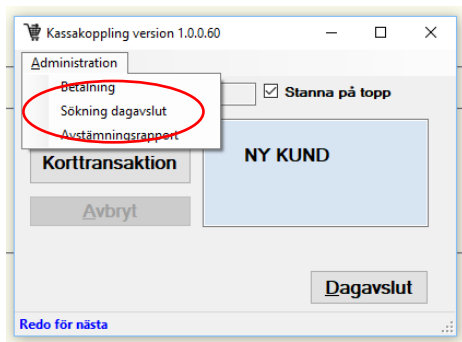 Kassakoppling version 1.0.0.60
Administration
Betalning
Sökning dagavslut
Avstämningsrapport
Stanna på topp
Korttransaktion
NY KUND
Avbryt
Dagavslut
Redo för nästa